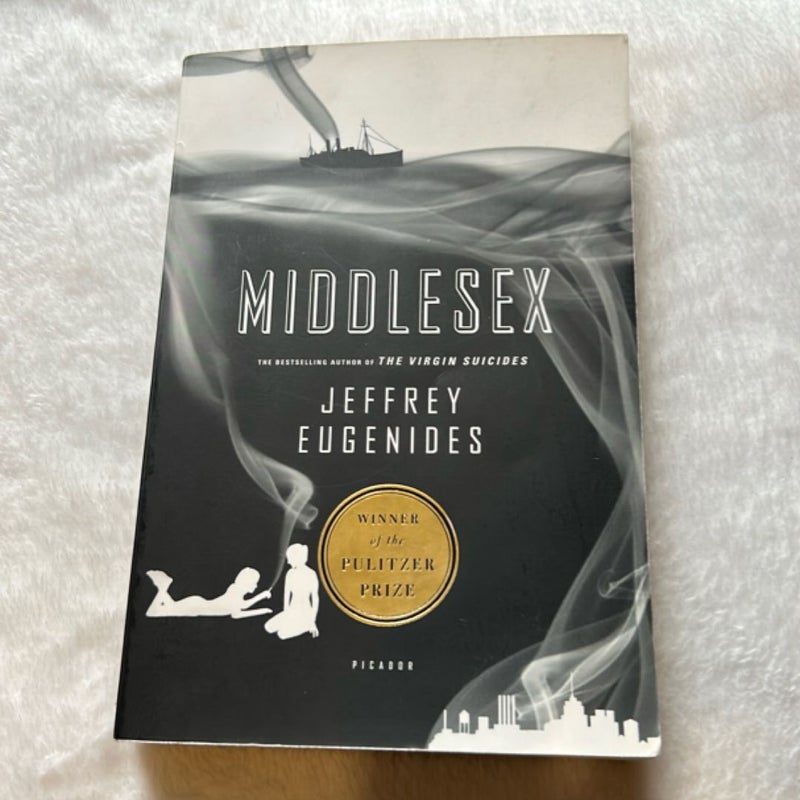 MIDDLESEX
THE BESTSELLING AUTHOR OF THE VIRGIN SUICIDES
JEFFREY
EUGENIDES
WINNER
of the
PULITZER
PRIZE
PICADOR